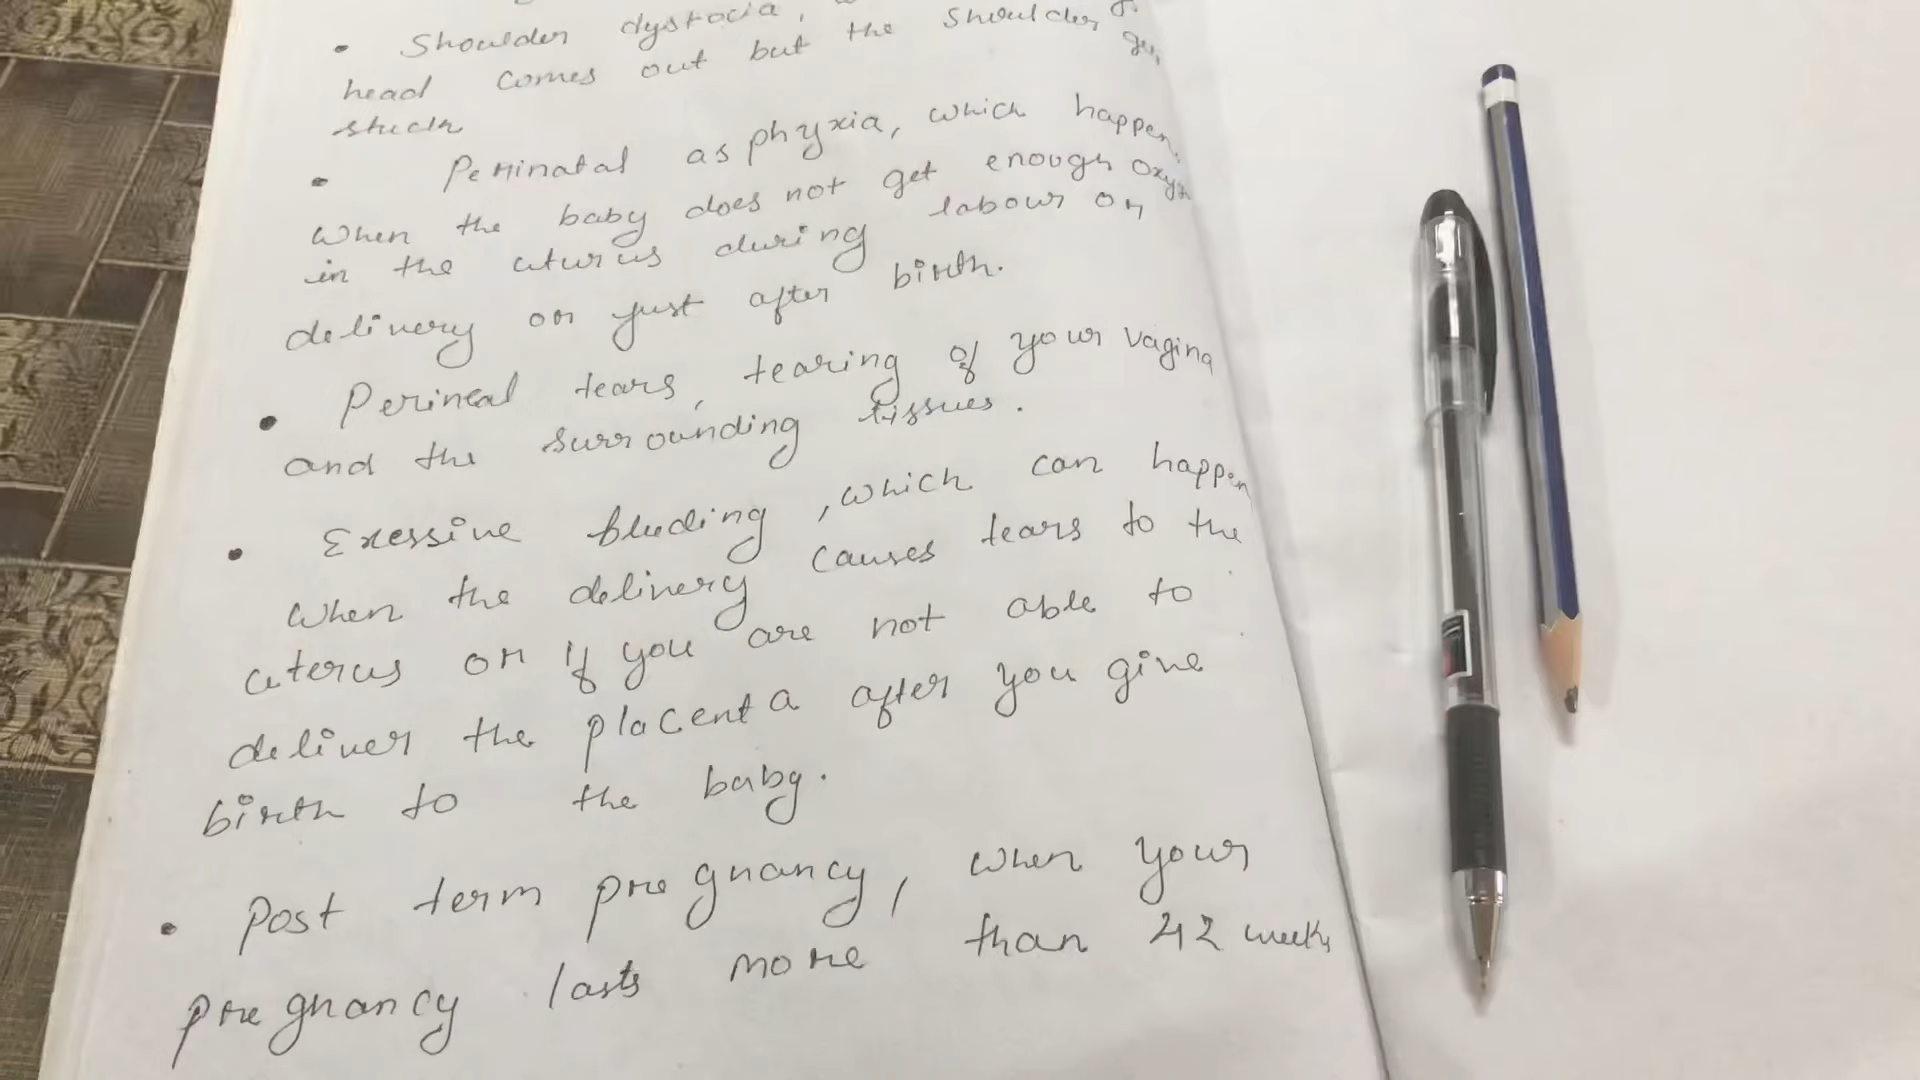 • Shoulder dystocia,
head comes out but the shoulder
stuck
• Perinatal asphyxia, which happen
when the baby does not get enough oxyge
in the uturus during labour or
delivery or just after birth.
• Perineal tears, tearing of your vagina
and the surrounding tissues.
• Exessive bleeding, which can happen
when the delivery causes tears to the
uterus or if you are not able to
deliver the placenta after you give
birth to the baby.
• Post term pregnancy, when your
pregnancy lasts more than 42 weeks